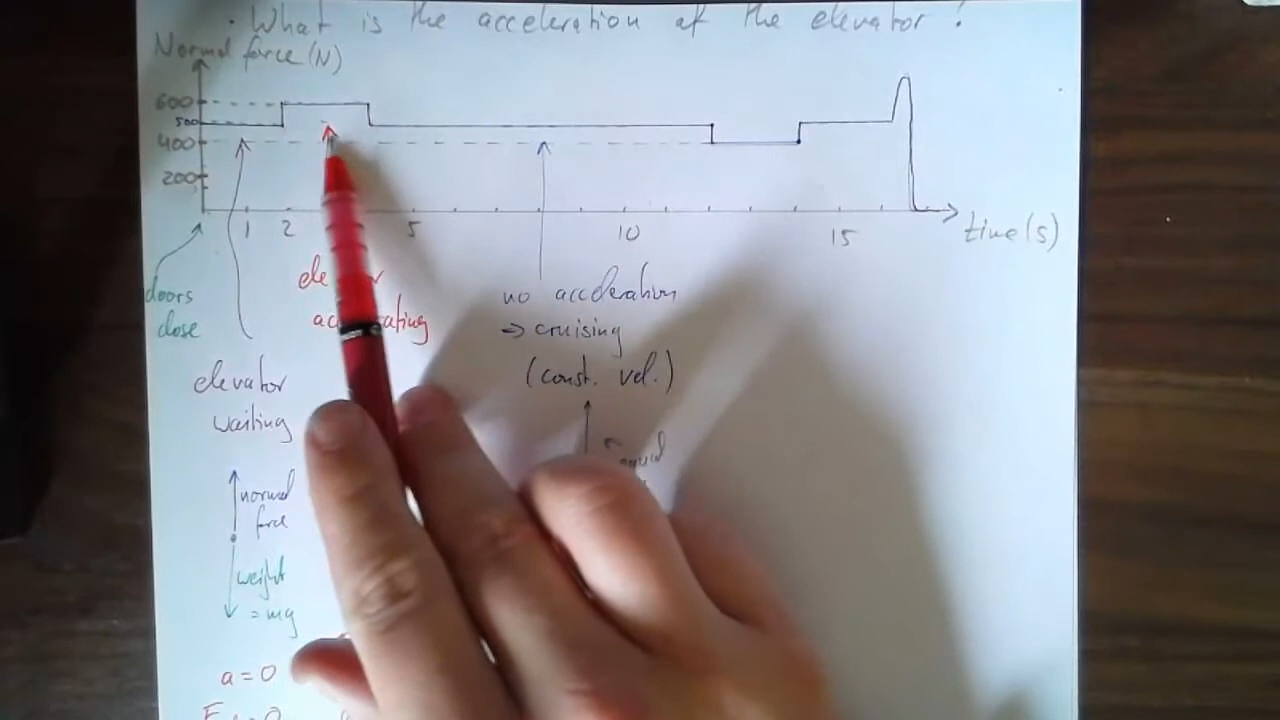 · What is the acceleration of the elevator ?
Normal force (N)
600
500
400
200
1 2 5 10 15 time (s)
doors
close
elevator
waiting
no acceleration
⇒ cruising
(const. vel.)
normal
force
weight
= mg
a = 0